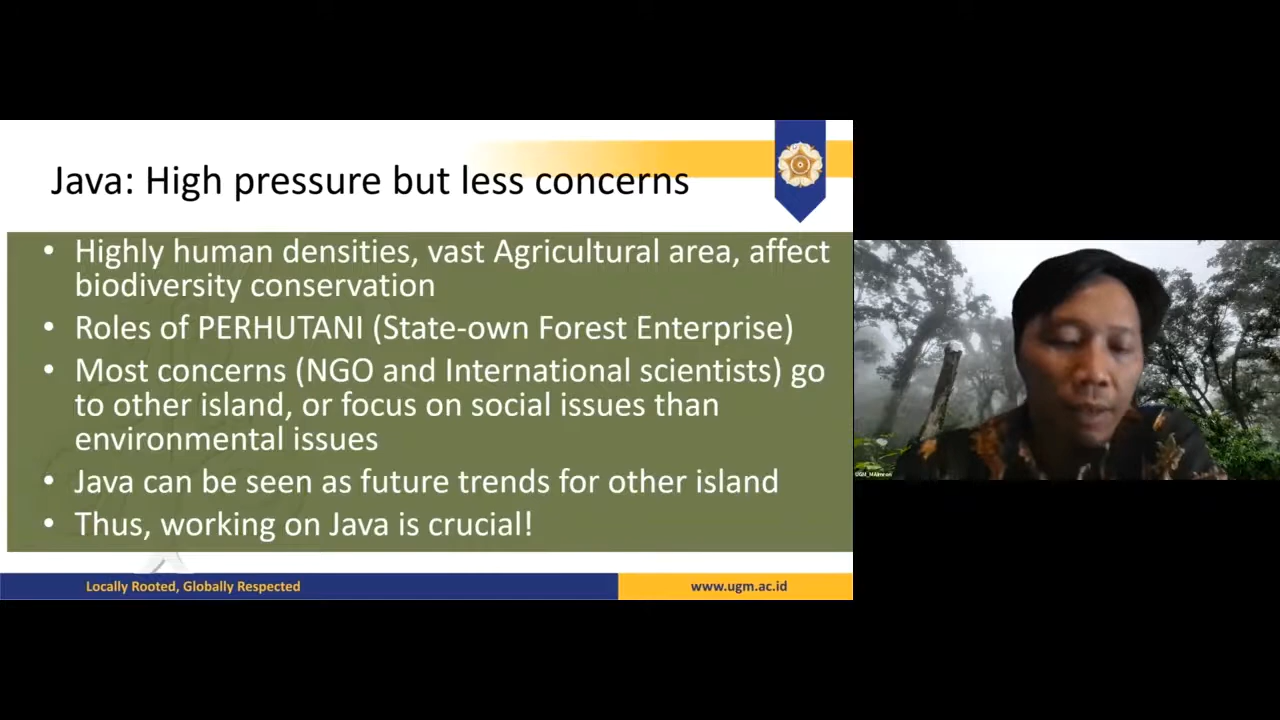 Java: High pressure but less concerns
• Highly human densities, vast Agricultural area, affect
biodiversity conservation
• Roles of PERHUTANI (State-own Forest Enterprise)
• Most concerns (NGO and International scientists) go
to other island, or focus on social issues than
environmental issues
• Java can be seen as future trends for other island
• Thus, working on Java is crucial!
Locally Rooted, Globally Respected
www.ugm.ac.id